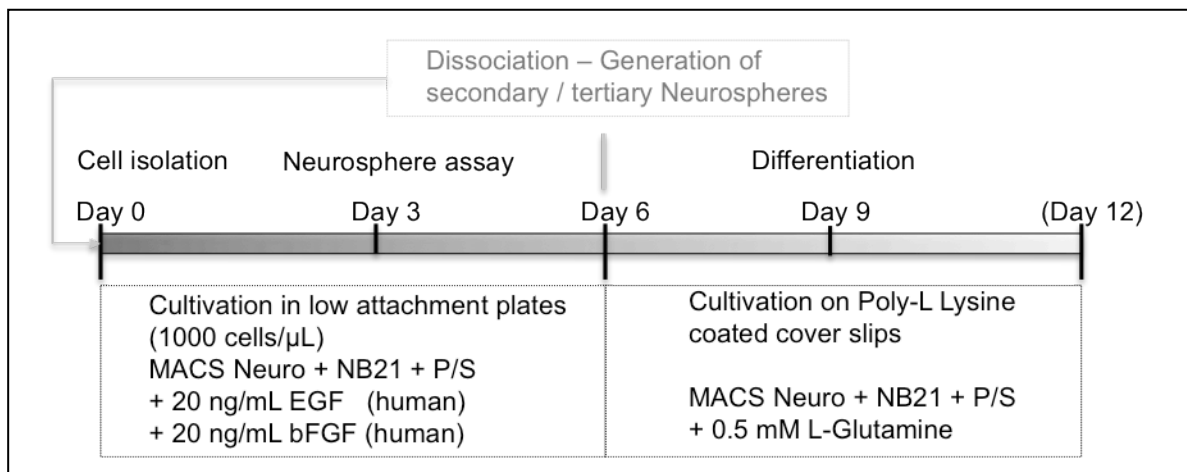 Dissociation – Generation of
secondary / tertiary Neurospheres
Cell isolation
Neurosphere assay
Differentiation
Day 0
Day 3
Day 6
Day 9
(Day 12)
Cultivation in low attachment plates
(1000 cells/µL)
MACS Neuro + NB21 + P/S
+ 20 ng/mL EGF (human)
+ 20 ng/mL bFGF (human)
Cultivation on Poly-L Lysine
coated cover slips
MACS Neuro + NB21 + P/S
+ 0.5 mM L-Glutamine